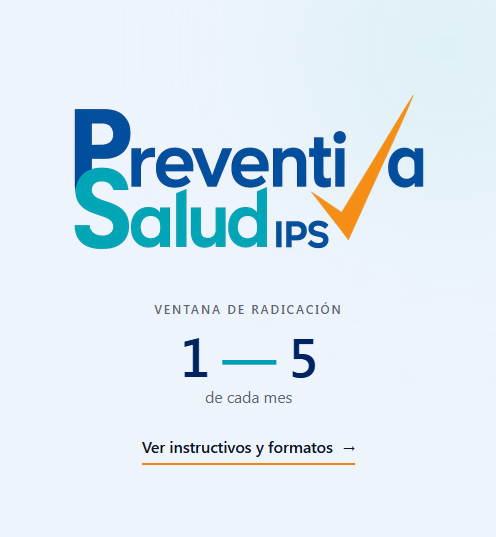 Preventiva
Salud IPS
VENTANA DE RADICACIÓN
1 — 5
de cada mes
Ver instructivos y formatos →